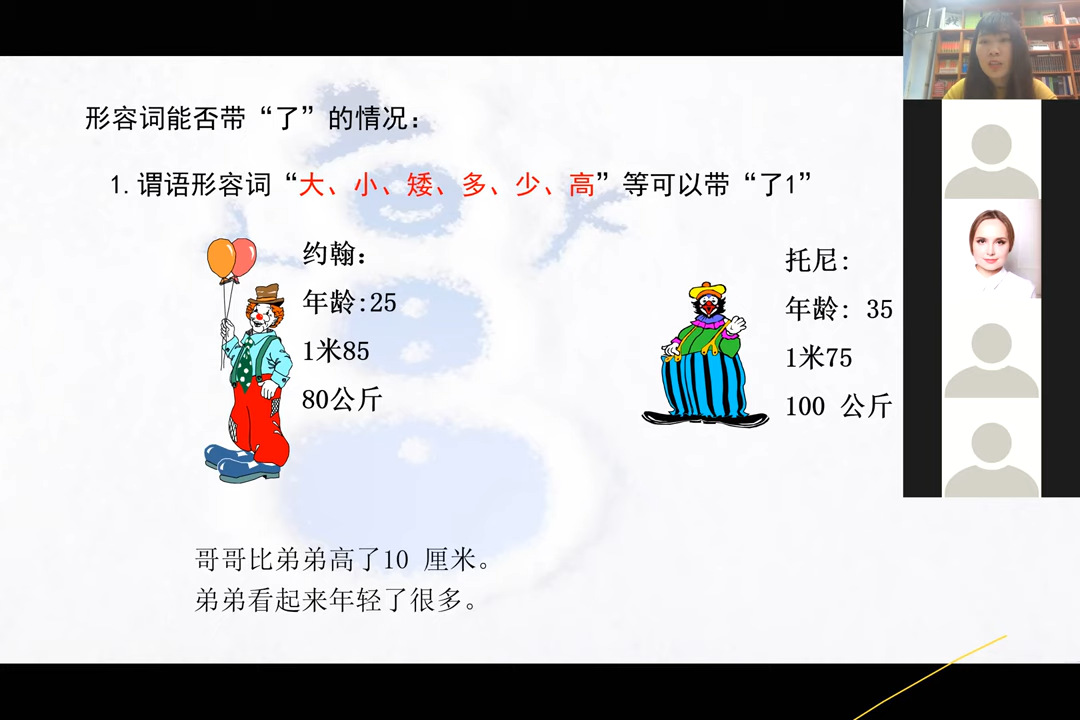 形容词能否带“了”的情况：
1.谓语形容词“大、小、矮、多、少、高”等可以带“了1”
约翰：
年龄:25
1米85
80公斤
托尼:
年龄: 35
1米75
100 公斤
哥哥比弟弟高了10 厘米。
弟弟看起来年轻了很多。